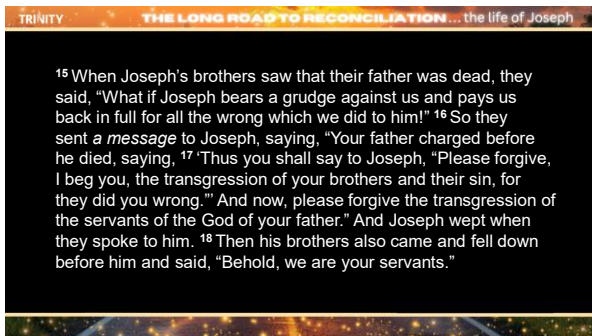 TRINITY THE LONG ROAD TO RECONCILIATION... the life of Joseph
15 When Joseph’s brothers saw that their father was dead, they
said, “What if Joseph bears a grudge against us and pays us
back in full for all the wrong which we did to him!” 16 So they
sent a message to Joseph, saying, “Your father charged before
he died, saying, 17 ‘Thus you shall say to Joseph, “Please forgive,
I beg you, the transgression of your brothers and their sin, for
they did you wrong.”’ And now, please forgive the transgression of
the servants of the God of your father.” And Joseph wept when
they spoke to him. 18 Then his brothers also came and fell down
before him and said, “Behold, we are your servants.”